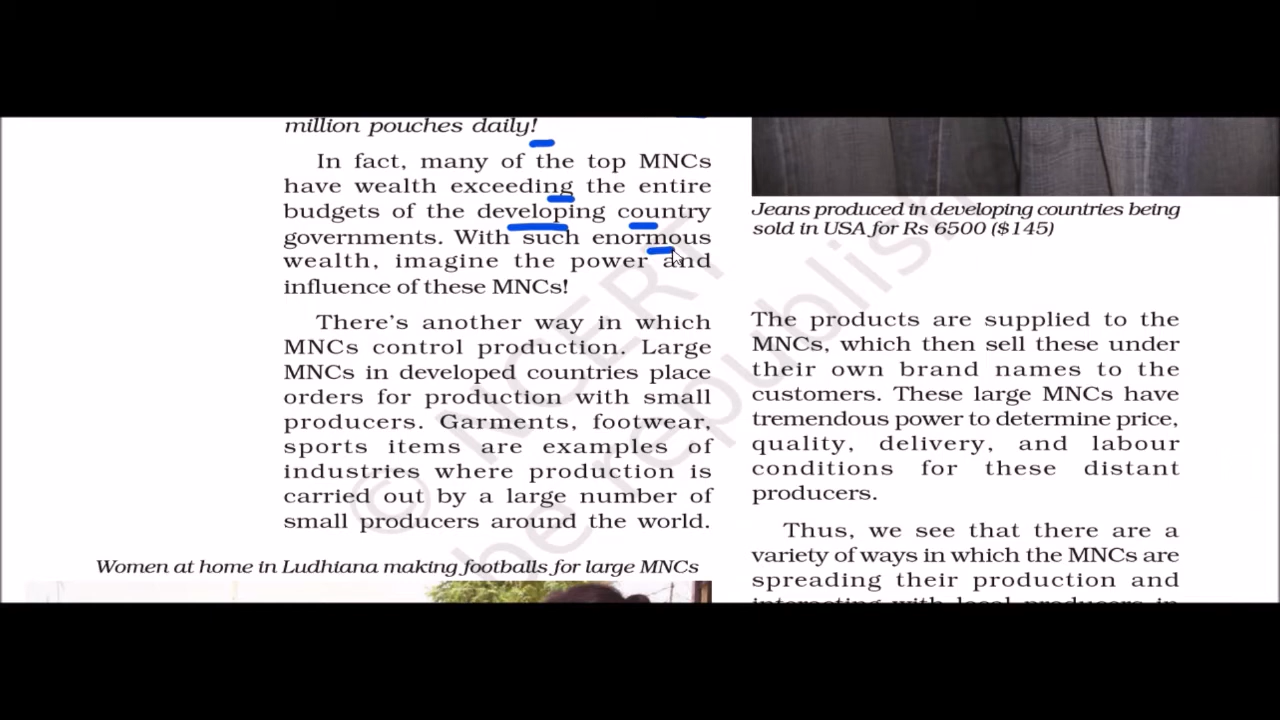 million pouches daily!
In fact, many of the top MNCs
have wealth exceeding the entire
budgets of the developing country
governments. With such enormous
wealth, imagine the power and
influence of these MNCs!
There's another way in which
MNCs control production. Large
MNCs in developed countries place
orders for production with small
producers. Garments, footwear,
sports items are examples of
industries where production is
carried out by a large number of
small producers around the world.
Women at home in Ludhiana making footballs for large MNCs
Jeans produced in developing countries being
sold in USA for Rs 6500 ($145)
The products are supplied to the
MNCs, which then sell these under
their own brand names to the
customers. These large MNCs have
tremendous power to determine price,
quality, delivery, and labour
conditions for these distant
producers.
Thus, we see that there are a
variety of ways in which the MNCs are
spreading their production and
interacting with local producers in
© NCERT
be republish